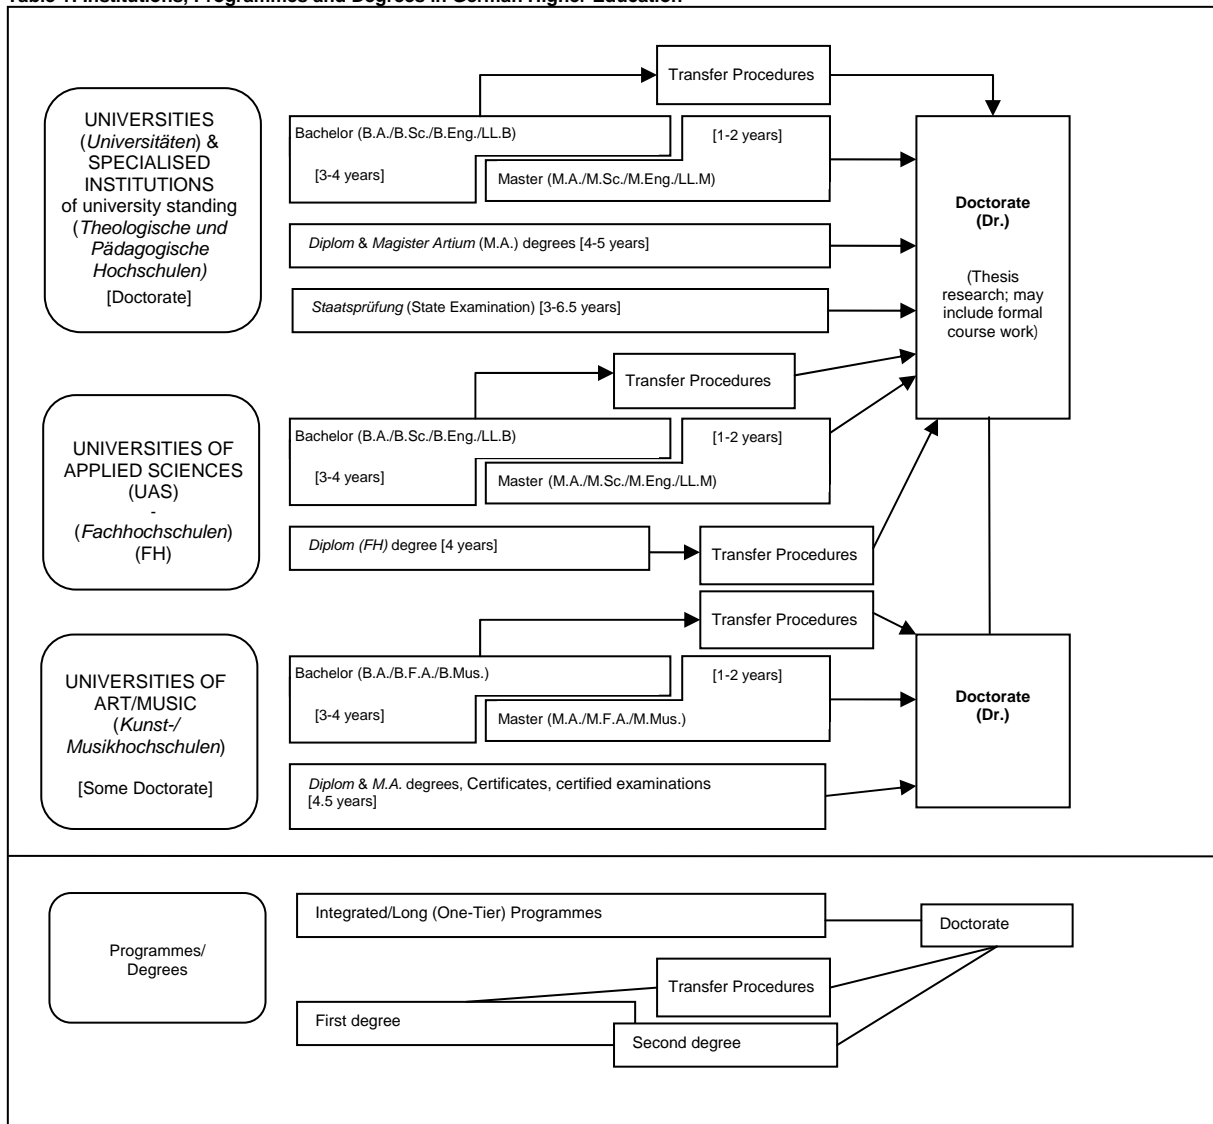 Table 1: Institutions, Programmes and Degrees in German Higher Education
Transfer Procedures
UNIVERSITIES
(Universitäten) &
SPECIALISED
INSTITUTIONS
of university standing
(Theologische und
Pädagogische
Hochschulen)
[Doctorate]
Bachelor (B.A./B.Sc./B.Eng./LL.B)
[3-4 years]
[1-2 years]
Master (M.A./M.Sc./M.Eng./LL.M)
Diplom & Magister Artium (M.A.) degrees [4-5 years]
Staatsprüfung (State Examination) [3-6.5 years]
Doctorate
(Dr.)
(Thesis
research; may
include formal
course work)
Transfer Procedures
UNIVERSITIES OF
APPLIED SCIENCES
(UAS)
-
(Fachhochschulen)
(FH)
Bachelor (B.A./B.Sc./B.Eng./LL.B)
[3-4 years]
[1-2 years]
Master (M.A./M.Sc./M.Eng./LL.M)
Diplom (FH) degree [4 years]
Transfer Procedures
Transfer Procedures
UNIVERSITIES OF
ART/MUSIC
(Kunst-/
Musikhochschulen)
[Some Doctorate]
Bachelor (B.A./B.F.A./B.Mus.)
[3-4 years]
[1-2 years]
Master (M.A./M.F.A./M.Mus.)
Diplom & M.A. degrees, Certificates, certified examinations
[4.5 years]
Doctorate
(Dr.)
Programmes/
Degrees
Integrated/Long (One-Tier) Programmes
Doctorate
Transfer Procedures
First degree
Second degree